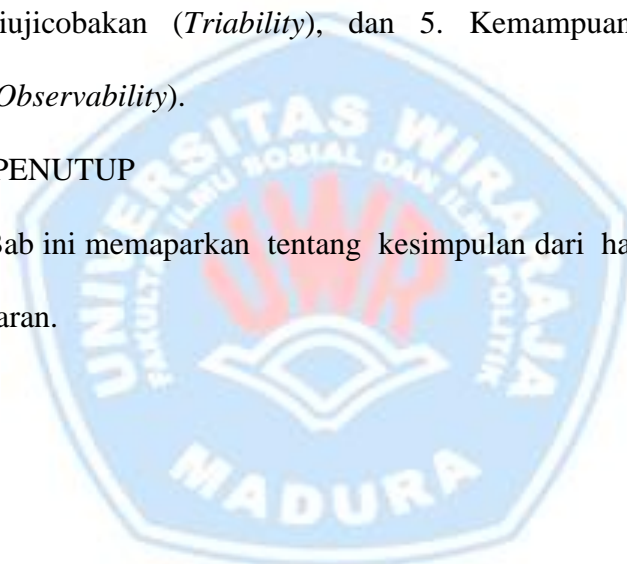 iujicobakan (Triability), dan 5. Kemampuan
Observability).
PENUTUP
Bab ini memaparkan tentang kesimpulan dari ha
aran.
UNIVERSITAS WIRARAJA
FAKULTAS ILMU SOSIAL DAN ILMU POLITIK
UWR
MADURA